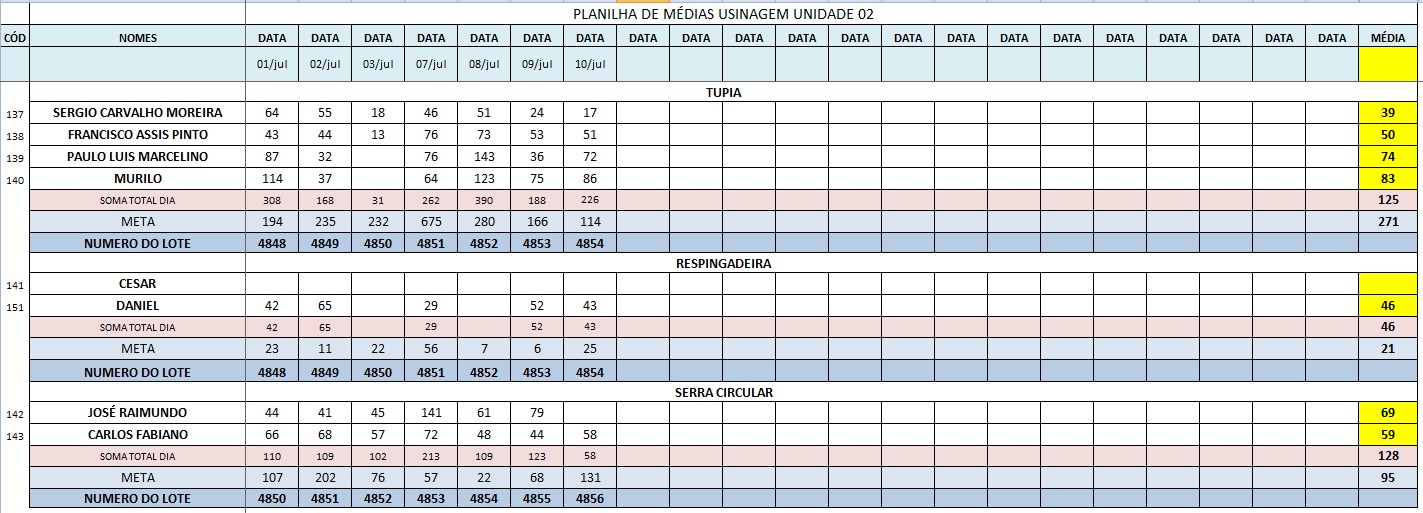 PLANILHA DE MÉDIAS USINAGEM UNIDADE 02
CÓD NOMES DATA DATA DATA DATA DATA DATA DATA DATA DATA DATA DATA DATA DATA DATA DATA DATA DATA DATA DATA DATA DATA MÉDIA
01/jul 02/jul 03/jul 07/jul 08/jul 09/jul 10/jul
TUPIA
137 SERGIO CARVALHO MOREIRA 64 55 18 46 51 24 17 39
138 FRANCISCO ASSIS PINTO 43 44 13 76 73 53 51 50
139 PAULO LUIS MARCELINO 87 32 76 143 36 72 74
140 MURILO 114 37 64 123 75 86 83
SOMA TOTAL DIA 308 168 31 262 390 188 226 125
META 194 235 232 675 280 166 114 271
NUMERO DO LOTE 4848 4849 4850 4851 4852 4853 4854
RESPINGADEIRA
141 CESAR
151 DANIEL 42 65 29 52 43 46
SOMA TOTAL DIA 42 65 29 52 43 46
META 23 11 22 56 7 6 25 21
NUMERO DO LOTE 4848 4849 4850 4851 4852 4853 4854
SERRA CIRCULAR
142 JOSÉ RAIMUNDO 44 41 45 141 61 79 69
143 CARLOS FABIANO 66 68 57 72 48 44 58 59
SOMA TOTAL DIA 110 109 102 213 109 123 58 128
META 107 202 76 57 22 68 131 95
NUMERO DO LOTE 4850 4851 4852 4853 4854 4855 4856